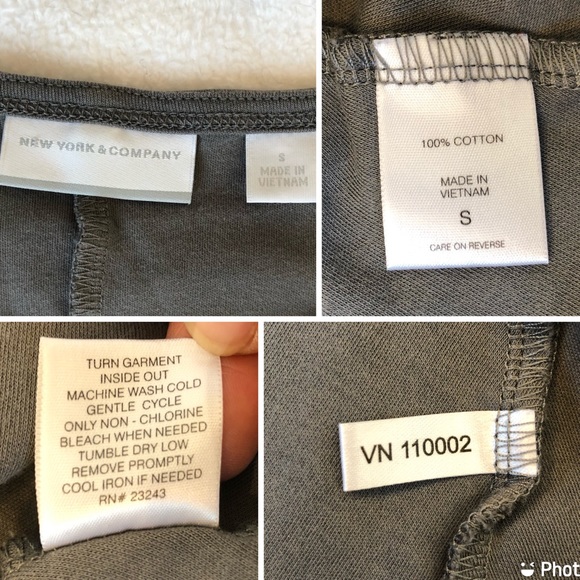 NEW YORK & COMPANY
S
MADE IN
VIETNAM
100% COTTON
MADE IN
VIETNAM
S
CARE ON REVERSE
TURN GARMENT
INSIDE OUT
MACHINE WASH COLD
GENTLE CYCLE
ONLY NON - CHLORINE
BLEACH WHEN NEEDED
TUMBLE DRY LOW
REMOVE PROMPTLY
COOL IRON IF NEEDED
RN# 23243
VN 110002
Phot